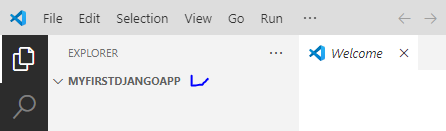 File Edit Selection View Go Run ...
EXPLORER ...
Welcome
MYFIRSTDJANGOAPP